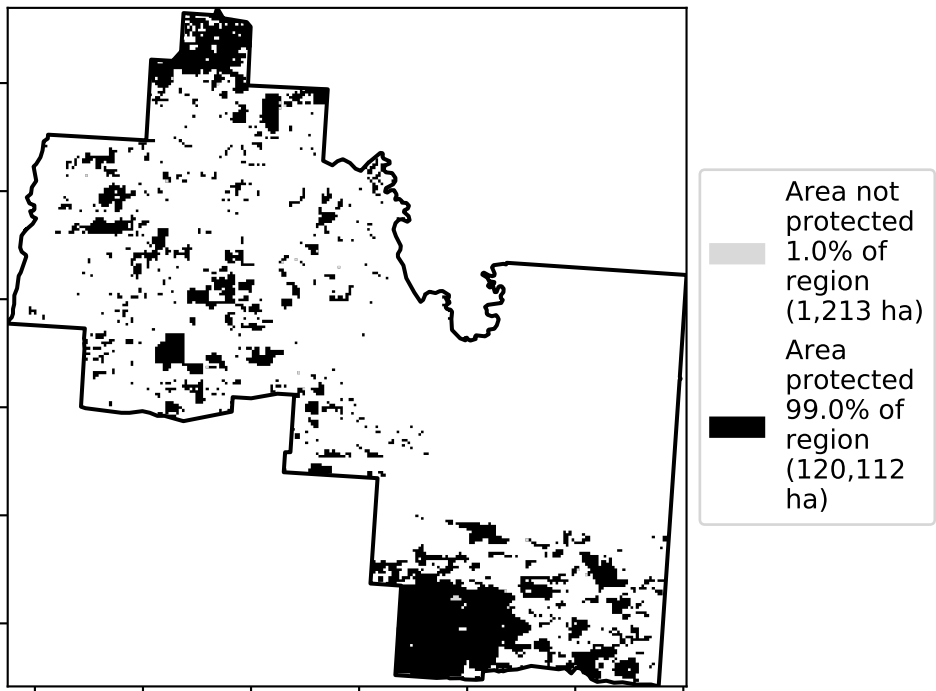 Area not
protected
1.0% of
region
(1,213 ha)
Area
protected
99.0% of
region
(120,112
ha)